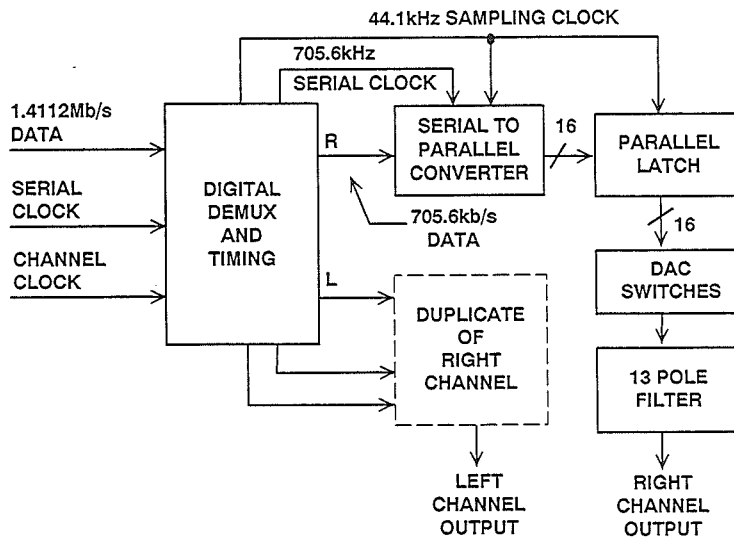 44.1kHz SAMPLING CLOCK
705.6kHz
SERIAL CLOCK
1.4112Mb/s
DATA
SERIAL
CLOCK
CHANNEL
CLOCK
DIGITAL
DEMUX
AND
TIMING
R
705.6kb/s
DATA
L
SERIAL TO
PARALLEL
CONVERTER
16
PARALLEL
LATCH
16
DAC
SWITCHES
13 POLE
FILTER
DUPLICATE
OF
RIGHT
CHANNEL
LEFT
CHANNEL
OUTPUT
RIGHT
CHANNEL
OUTPUT